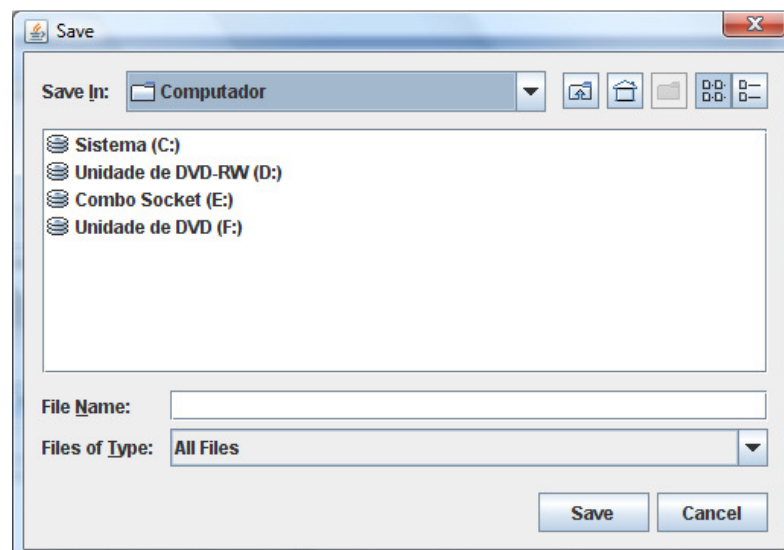 Save
Save In: Computador
Sistema (C:)
Unidade de DVD-RW (D:)
Combo Socket (E:)
Unidade de DVD (F:)
File Name:
Files of Type: All Files
Save Cancel